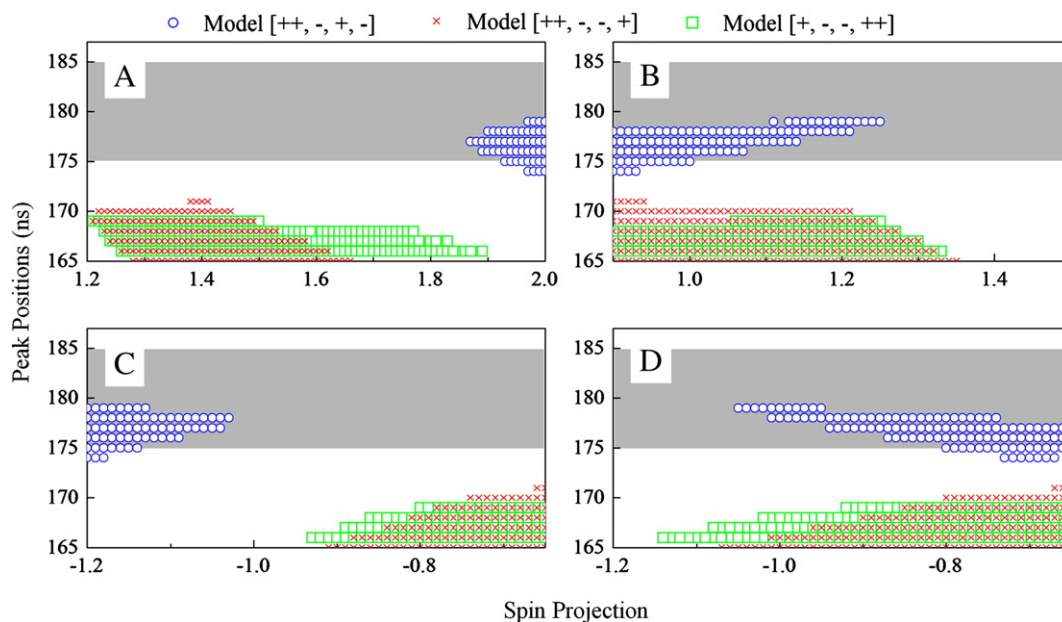 Model [++, -, +, -] Model [++, -, -, +] Model [+, -, -, ++]
185
180
175
170
165
A
1.2 1.4 1.6 1.8 2.0
185
180
175
170
165
B
1.0 1.2 1.4
Peak Positions (ns)
185
180
175
170
165
C
-1.2 -1.0 -0.8
185
180
175
170
165
D
-1.2 -1.0 -0.8
Spin Projection